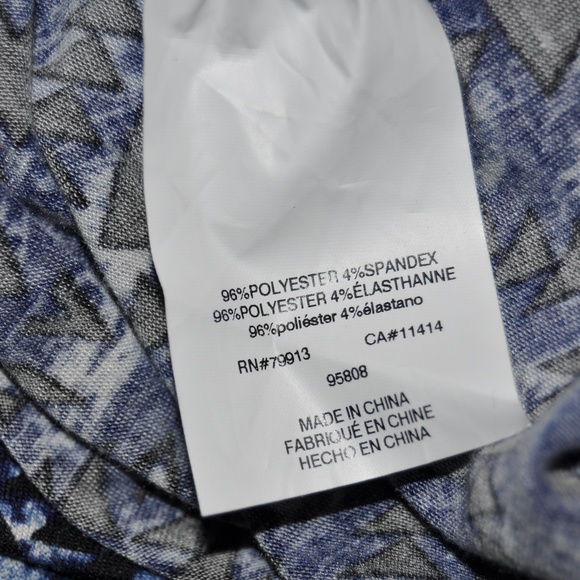 96%POLYESTER 4%SPANDEX
96%POLYESTER 4%ÉLASTHANNE
96%poliéster 4%élastano
RN#79913 CA#11414
95808
MADE IN CHINA
FABRIQUÉ EN CHINE
HECHO EN CHINA